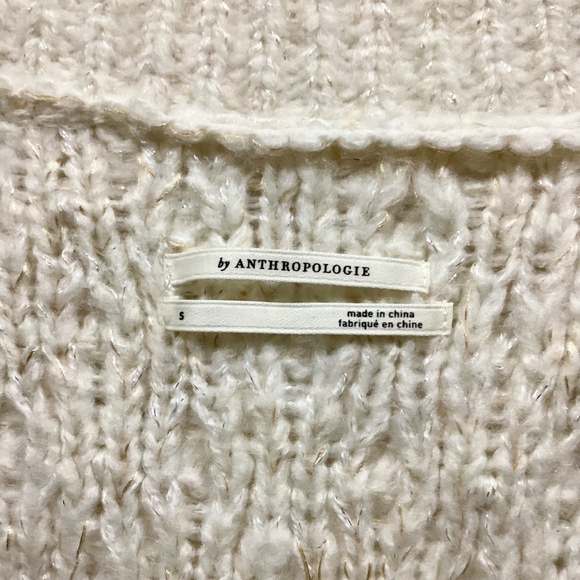 by ANTHROPOLOGIE
S
made in china
fabriqué en chine